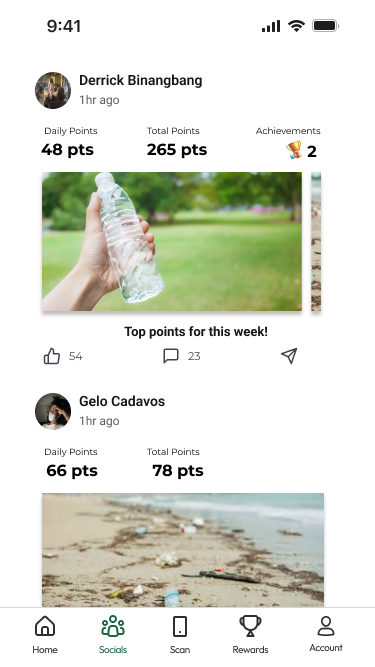 9:41
Derrick Binangbang
1hr ago
Daily Points Total Points Achievements
48 pts 265 pts 2
Top points for this week!
54 23
Gelo Cadavos
1hr ago
Daily Points Total Points
66 pts 78 pts
Home Socials Scan Rewards Account